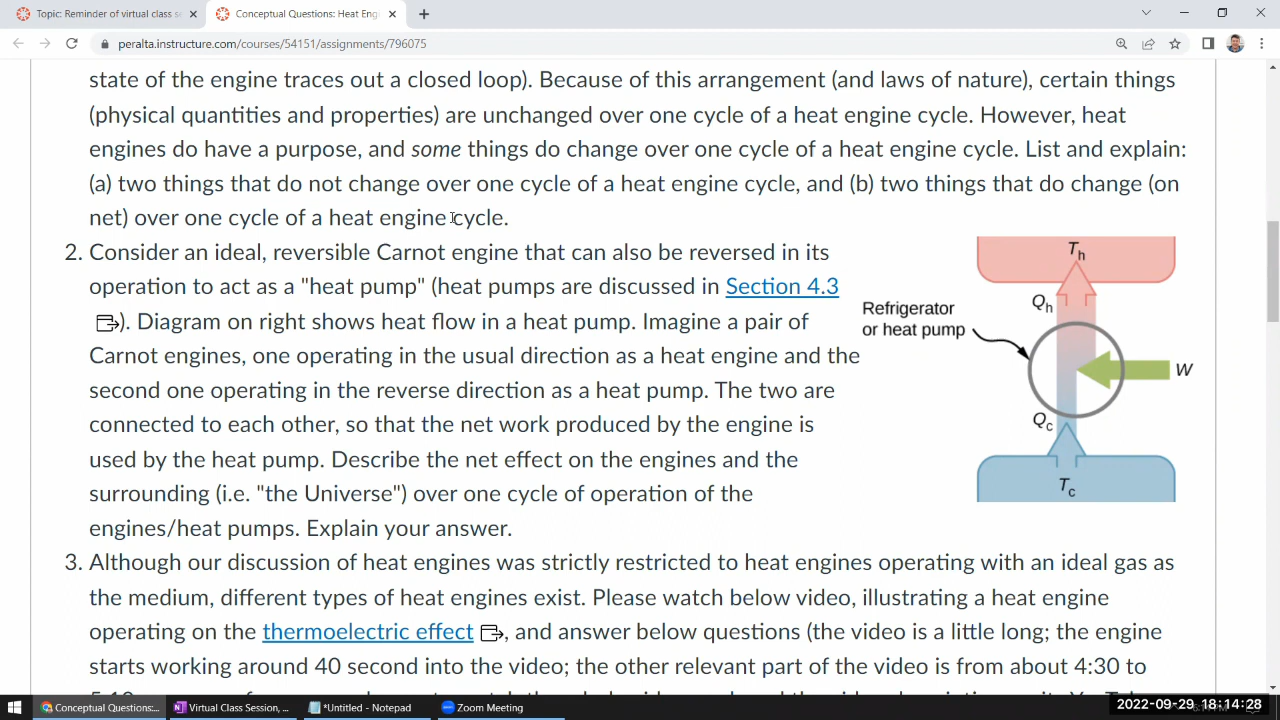 Topic: Reminder of virtual class se
Conceptual Questions: Heat Eng
peralta.instructure.com/courses/54151/assignments/796075
state of the engine traces out a closed loop). Because of this arrangement (and laws of nature), certain things
(physical quantities and properties) are unchanged over one cycle of a heat engine cycle. However, heat
engines do have a purpose, and some things do change over one cycle of a heat engine cycle. List and explain:
(a) two things that do not change over one cycle of a heat engine cycle, and (b) two things that do change (on
net) over one cycle of a heat engine cycle.
2. Consider an ideal, reversible Carnot engine that can also be reversed in its
operation to act as a "heat pump" (heat pumps are discussed in Section 4.3
). Diagram on right shows heat flow in a heat pump. Imagine a pair of
Carnot engines, one operating in the usual direction as a heat engine and the
second one operating in the reverse direction as a heat pump. The two are
connected to each other, so that the net work produced by the engine is
used by the heat pump. Describe the net effect on the engines and the
surrounding (i.e. "the Universe") over one cycle of operation of the
engines/heat pumps. Explain your answer.
Th
Qh
Refrigerator
or heat pump
W
Qc
Tc
3. Although our discussion of heat engines was strictly restricted to heat engines operating with an ideal gas as
the medium, different types of heat engines exist. Please watch below video, illustrating a heat engine
operating on the thermoelectric effect , and answer below questions (the video is a little long; the engine
starts working around 40 second into the video; the other relevant part of the video is from about 4:30 to
Conceptual Questions:...
Virtual Class Session, ...
*Untitled - Notepad
Zoom Meeting
2022-09-29 18:14:28